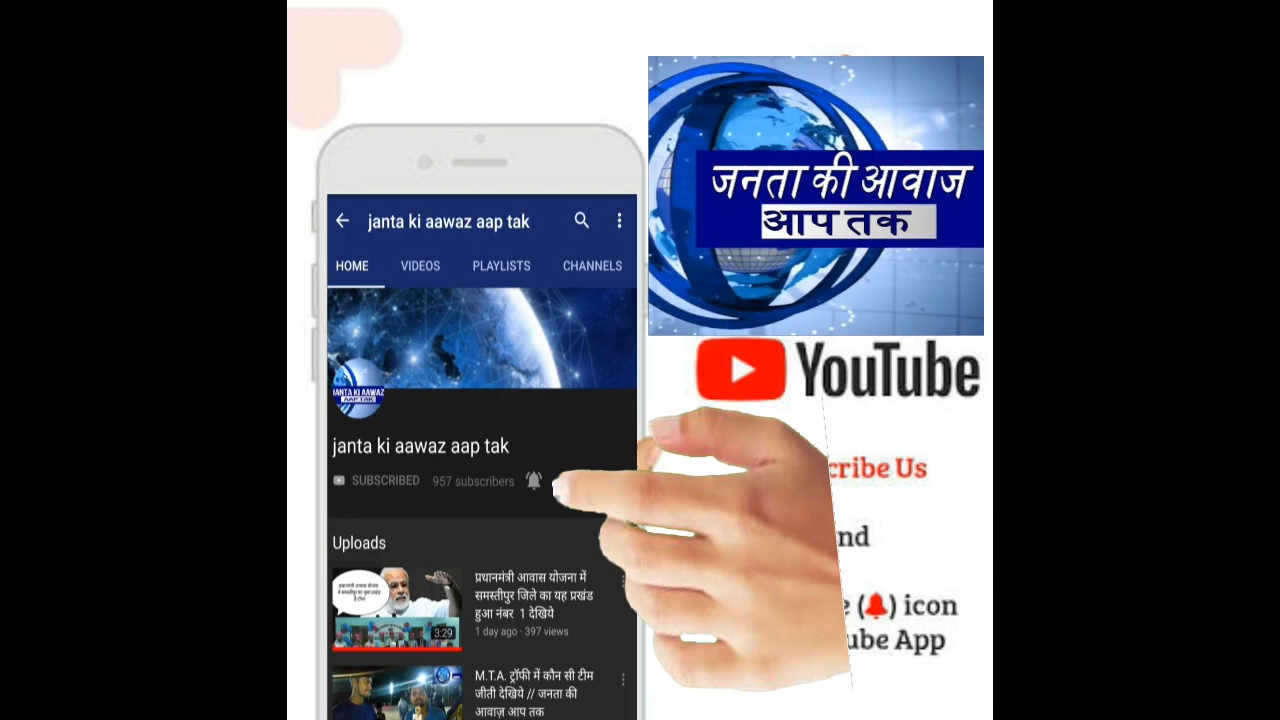 जनता की आवाज
आप तक
janta ki aawaz aap tak
HOME VIDEOS PLAYLISTS CHANNELS
JANTA KI AAWAZ
AAP TAK
YouTube
janta ki aawaz aap tak
SUBSCRIBED 957 subscribers
cribe Us
nd
e ( ) icon
ube App
Uploads
3:29
प्रधानमंत्री आवास योजना में
समस्तीपुर जिले का यह प्रखंड
हुआ नंबर 1 देखिये
1 day ago · 397 views
M.T.A. ट्रॉफी में कौन सी टीम
जीती देखिये // जनता की
आवाज़ आप तक